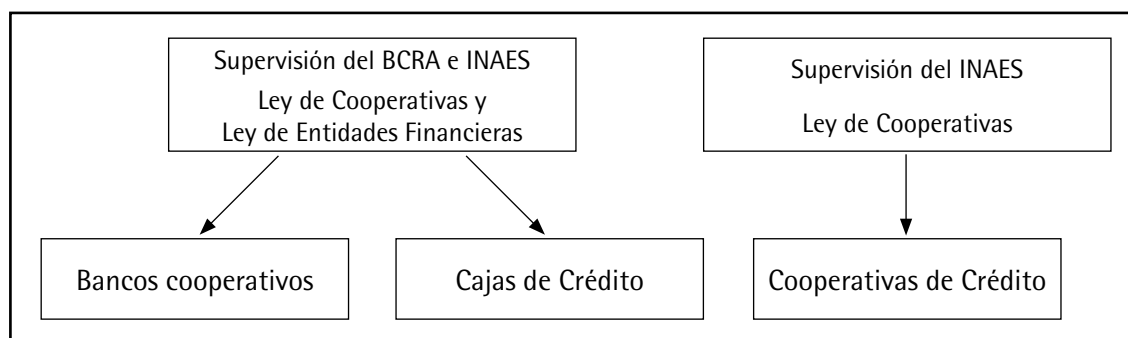 Supervisión del BCRA e INAES
Ley de Cooperativas y
Ley de Entidades Financieras
Supervisión del INAES
Ley de Cooperativas
Bancos cooperativos
Cajas de Crédito
Cooperativas de Crédito